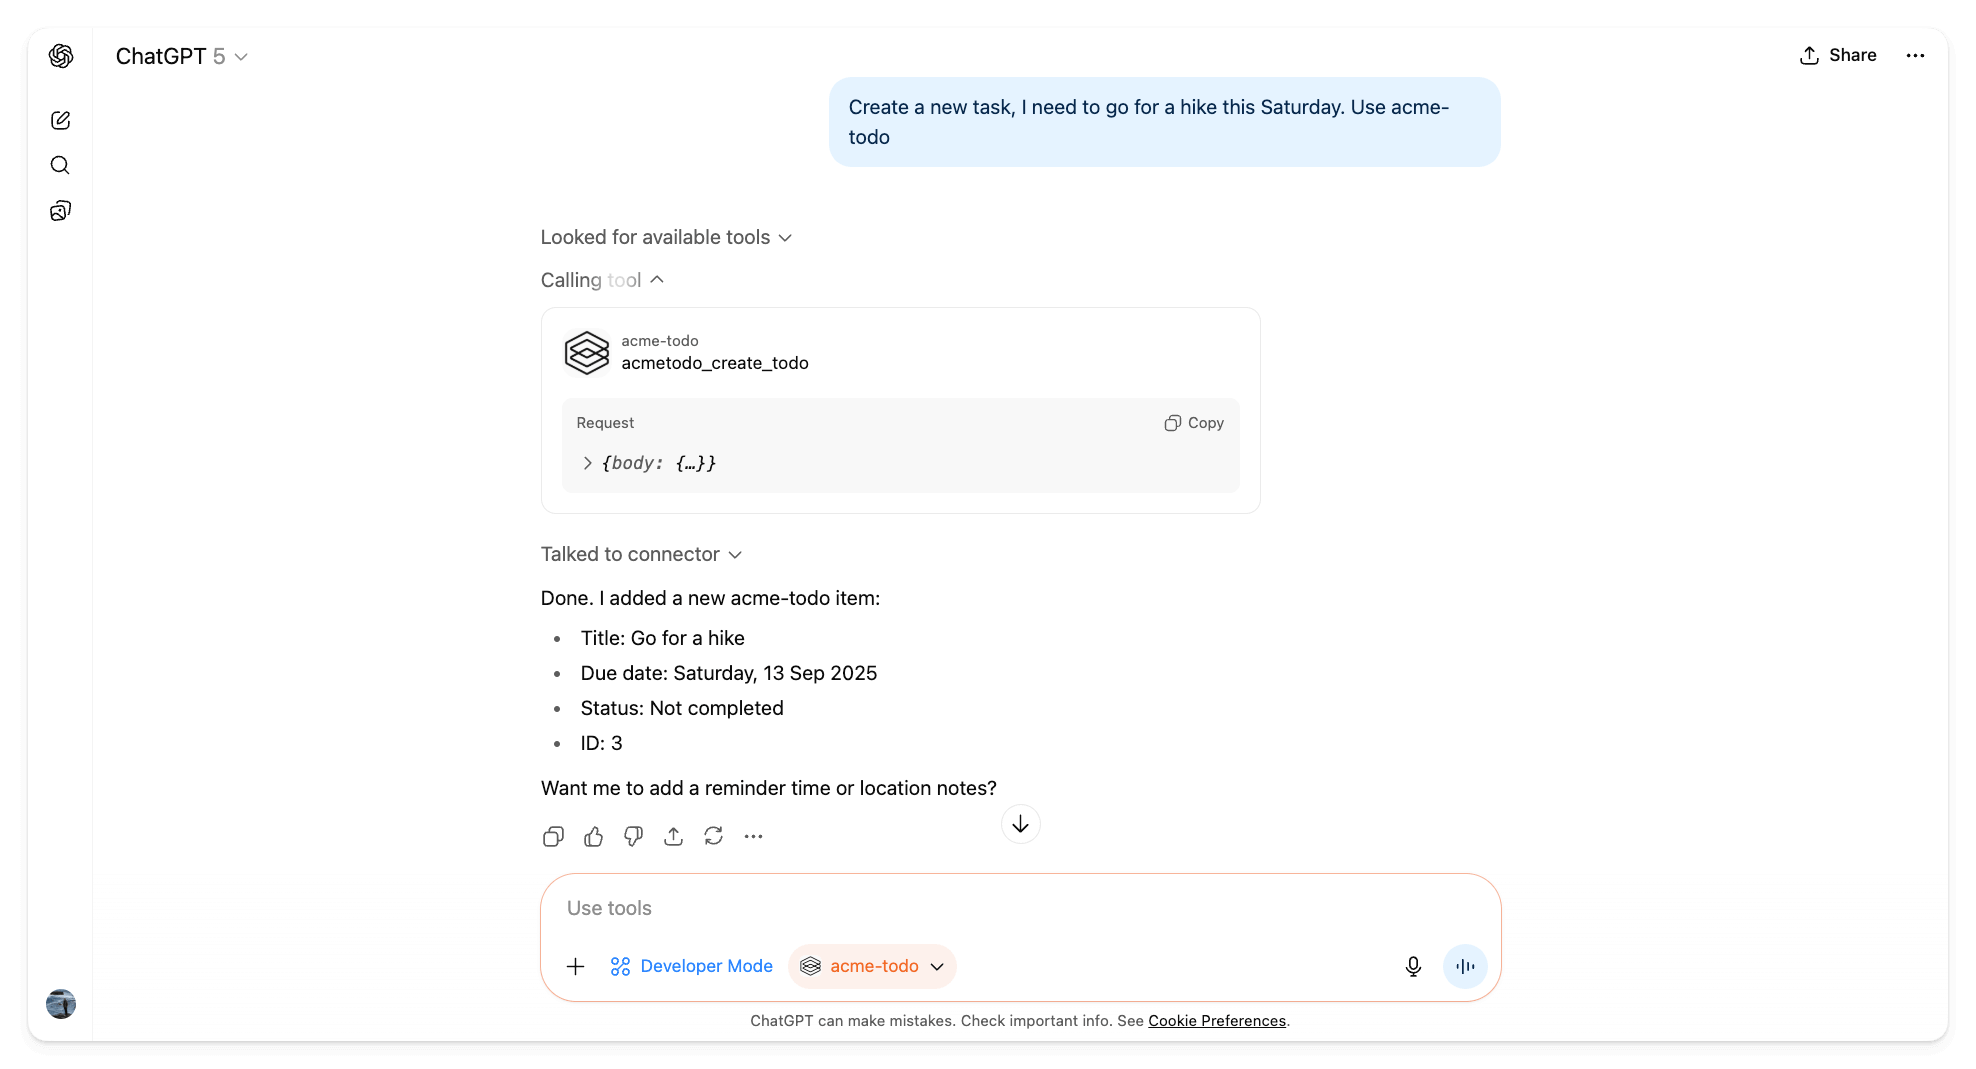 ChatGPT 5
Share
Create a new task, I need to go for a hike this Saturday. Use acme-
todo
Looked for available tools
Calling tool
acme-todo
acmetodo_create_todo
Request
Copy
{body: {…}}
Talked to connector
Done. I added a new acme-todo item:
• Title: Go for a hike
• Due date: Saturday, 13 Sep 2025
• Status: Not completed
• ID: 3
Want me to add a reminder time or location notes?
Use tools
Developer Mode
acme-todo
ChatGPT can make mistakes. Check important info. See Cookie Preferences.